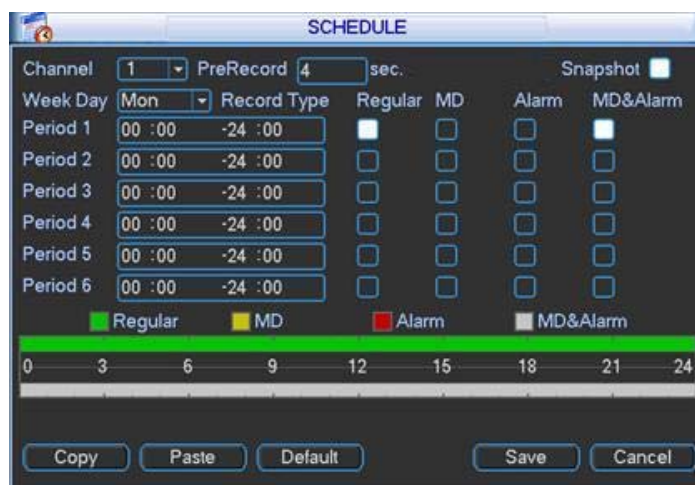 SCHEDULE
Channel 1 PreRecord 4 sec. Snapshot
Week Day Mon Record Type Regular MD Alarm MD&Alarm
Period 1 00 :00 -24 :00
Period 2 00 :00 -24 :00
Period 3 00 :00 -24 :00
Period 4 00 :00 -24 :00
Period 5 00 :00 -24 :00
Period 6 00 :00 -24 :00
Regular MD Alarm MD&Alarm
0 3 6 9 12 15 18 21 24
Copy Paste Default Save Cancel